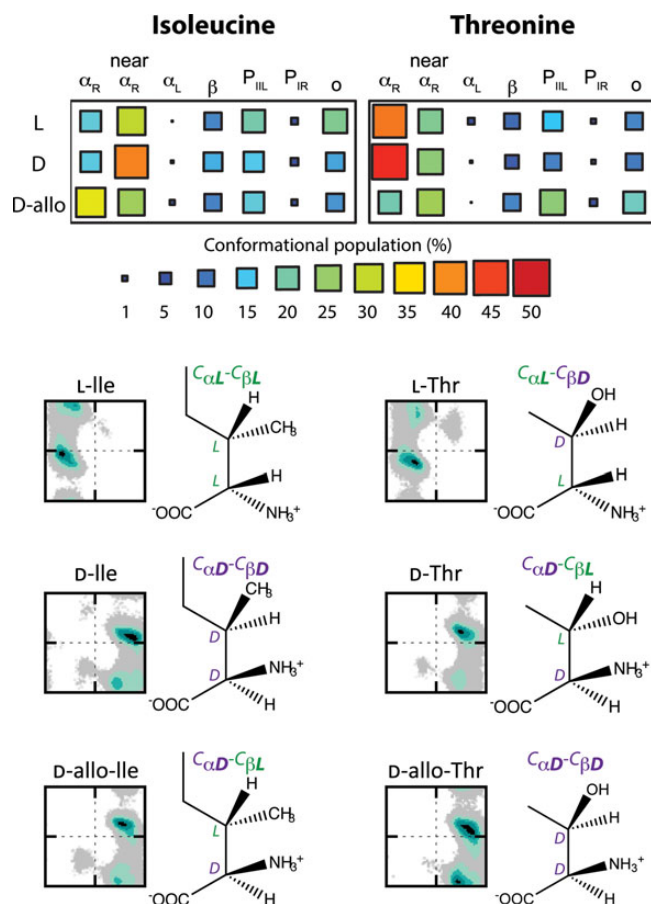 Isoleucine Threonine
near near
αR αR αL β PIIL PIR o αR αR αL β PIIL PIR o
L
D
D-allo
Conformational population (%)
1 5 10 15 20 25 30 35 40 45 50
L-Ile CαL-CβL L-Thr CαL-CβD
H OH
CH3 H
L D
H H
L L
-OOC NH3+ -OOC NH3+
D-Ile CαD-CβD D-Thr CαD-CβL
CH3 H
H OH
D L
NH3+ NH3+
D D
-OOC H -OOC H
D-allo-Ile CαD-CβL D-allo-Thr CαD-CβD
H OH
CH3 H
L D
NH3+ NH3+
D D
-OOC H -OOC H